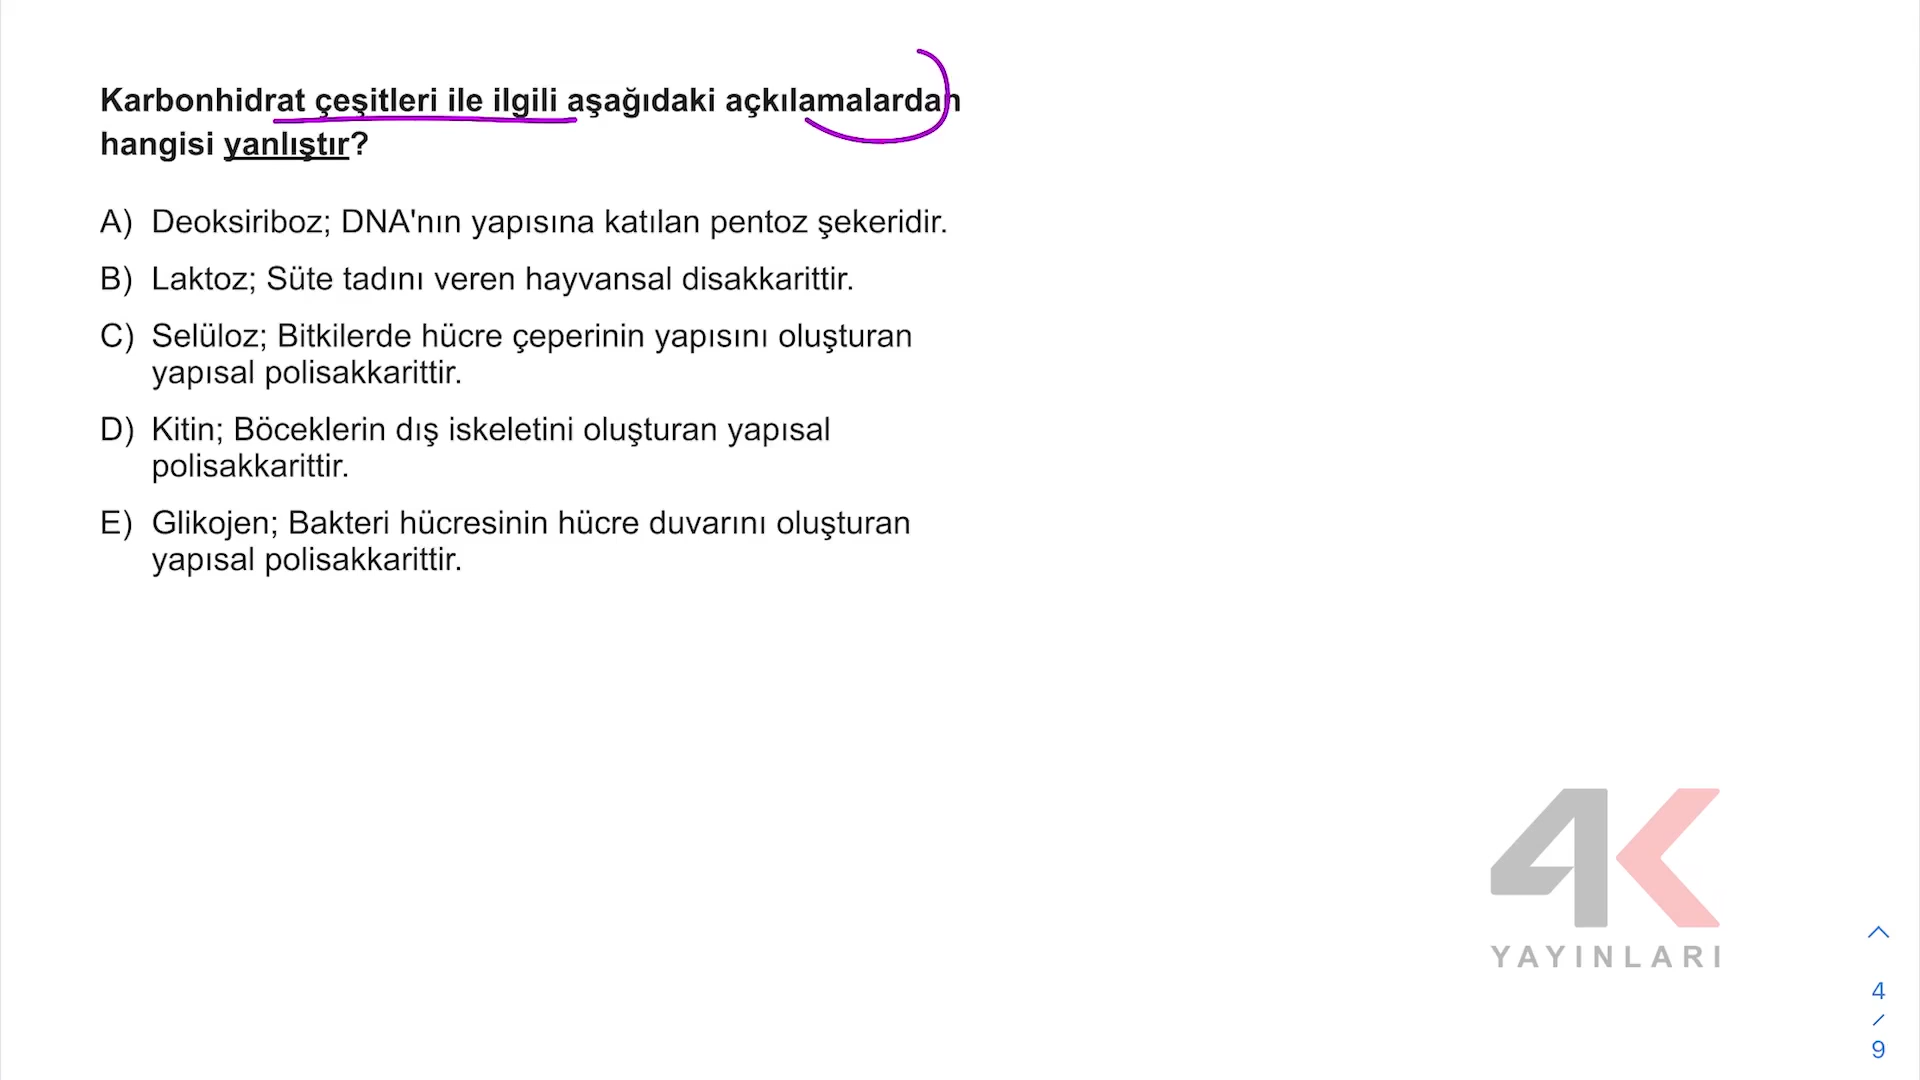 Karbonhidrat çeşitleri ile ilgili aşağıdaki açkılamalardan
hangisi yanlıştır?
A) Deoksiriboz; DNA'nın yapısına katılan pentoz şekeridir.
B) Laktoz; Süte tadını veren hayvansal disakkarittir.
C) Selüloz; Bitkilerde hücre çeperinin yapısını oluşturan
yapısal polisakkarittir.
D) Kitin; Böceklerin dış iskeletini oluşturan yapısal
polisakkarittir.
E) Glikojen; Bakteri hücresinin hücre duvarını oluşturan
yapısal polisakkarittir.
4K
YAYINLARI
4
/
9